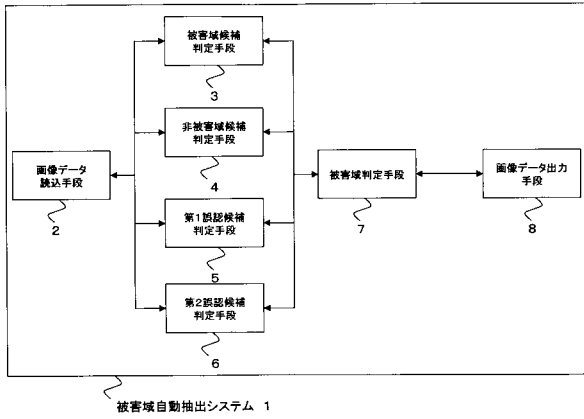 被害域候補
判定手段
3
非被害域候補
判定手段
4
画像データ
読込手段
2
第1誤認候補
判定手段
5
第2誤認候補
判定手段
6
被害域判定手段
7
画像データ出力
手段
8
被害域自動抽出システム 1